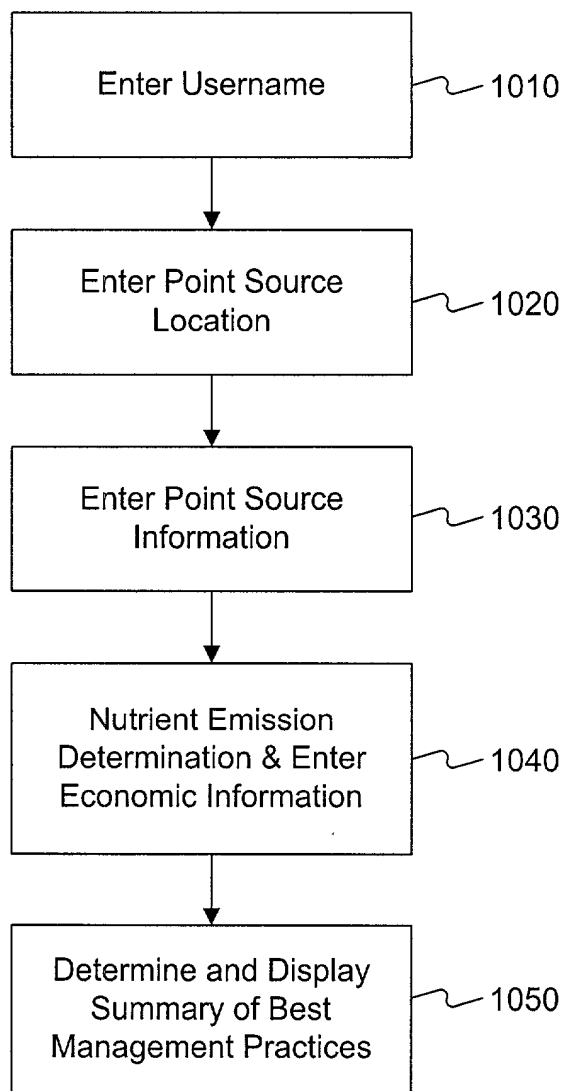 Enter Username
1010
Enter Point Source
Location
1020
Enter Point Source
Information
1030
Nutrient Emission
Determination & Enter
Economic Information
1040
Determine and Display
Summary of Best
Management Practices
1050